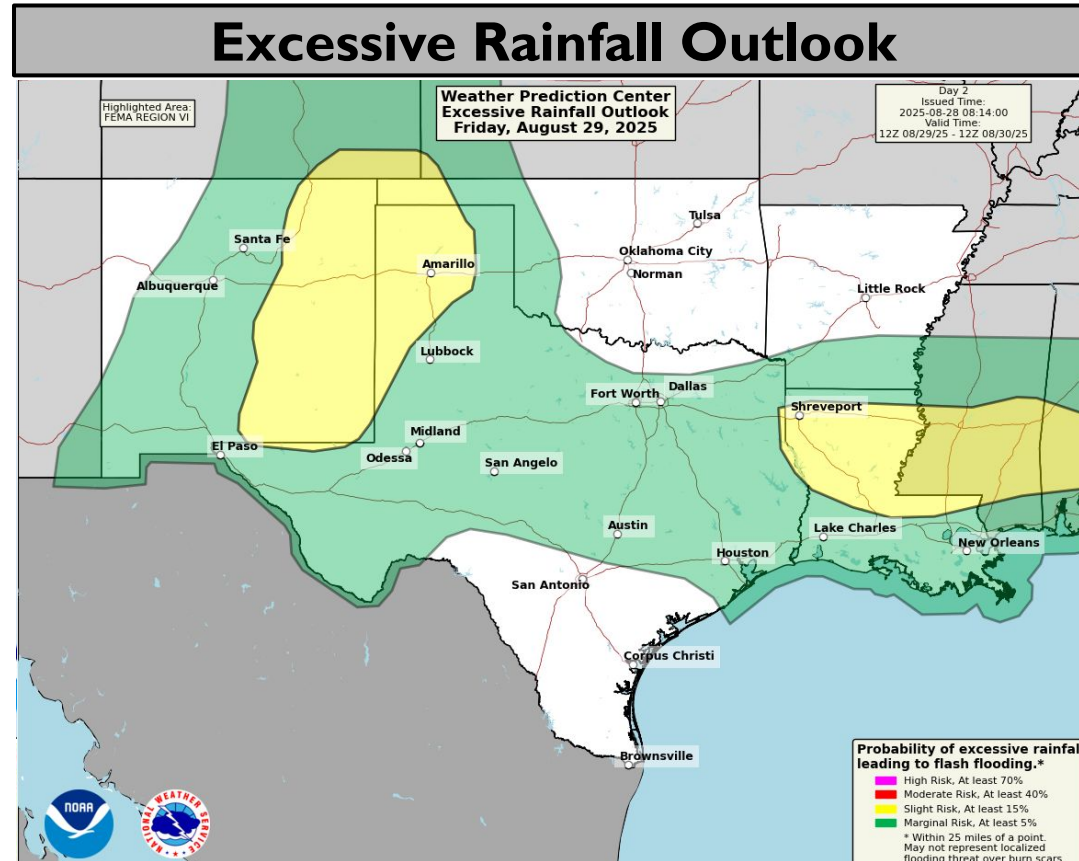 Excessive Rainfall Outlook
Highlighted Area:
FEMA REGION VI
Weather Prediction Center
Excessive Rainfall Outlook
Friday, August 29, 2025
Day 2
Issued Time:
2025-08-28 08:14:00
Valid Time:
12Z 08/29/25 - 12Z 08/30/25
Tulsa
Santa Fe
Oklahoma City
Amarillo
Norman
Albuquerque
Little Rock
Lubbock
Fort Worth
Dallas
Shreveport
Midland
El Paso
Odessa
San Angelo
Austin
Lake Charles
New Orleans
Houston
San Antonio
Corpus Christi
Brownsville
Probability of excessive rainfall
leading to flash flooding.*
High Risk, At least 70%
Moderate Risk, At least 40%
Slight Risk, At least 15%
Marginal Risk, At least 5%
* Within 25 miles of a point.
May not represent localized
flooding threat over burn scars
NOAA
NATIONAL WEATHER SERVICE